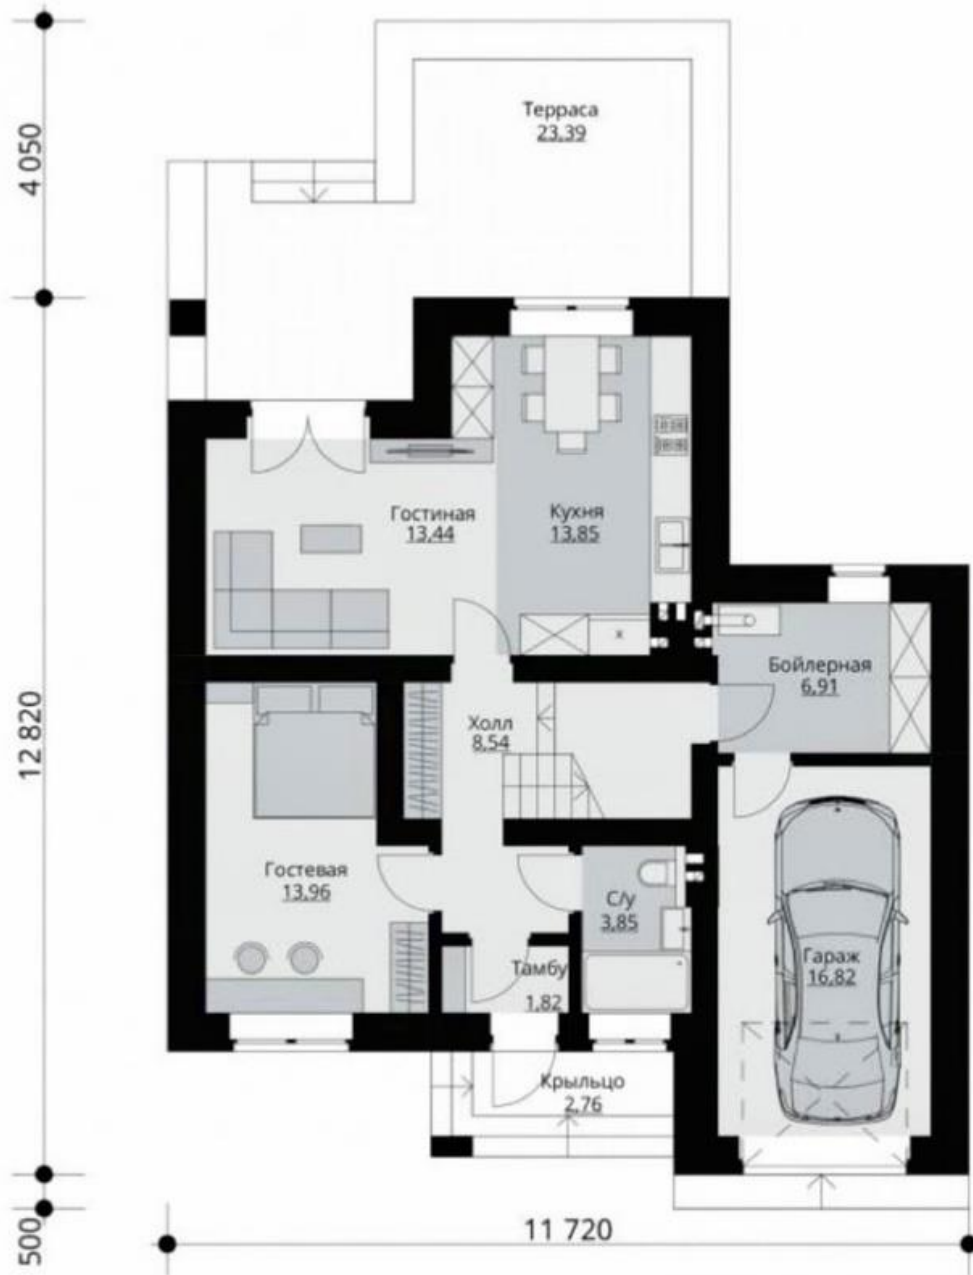 4 050
Терраса
23,39
Гостиная
13,44
Кухня
13,85
Бойлерная
6,91
12 820
Холл
8,54
Гостевая
13,96
С/у
3,85
Тамбу
1,82
Гараж
16,82
Крыльцо
2,76
500
11 720
x